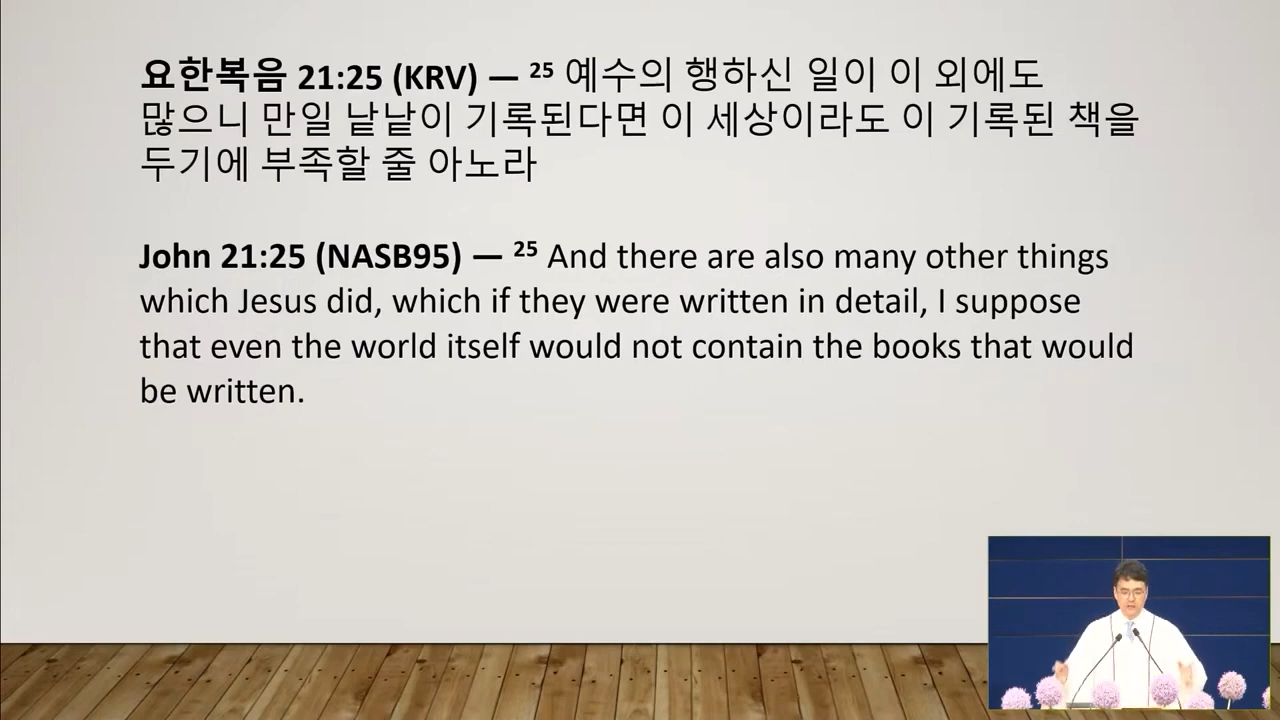 요한복음 21:25 (KRV) — 25 예수의 행하신 일이 이 외에도
많으니 만일 낱낱이 기록된다면 이 세상이라도 이 기록된 책을
두기에 부족할 줄 아노라
John 21:25 (NASB95) — 25 And there are also many other things
which Jesus did, which if they were written in detail, I suppose
that even the world itself would not contain the books that would
be written.